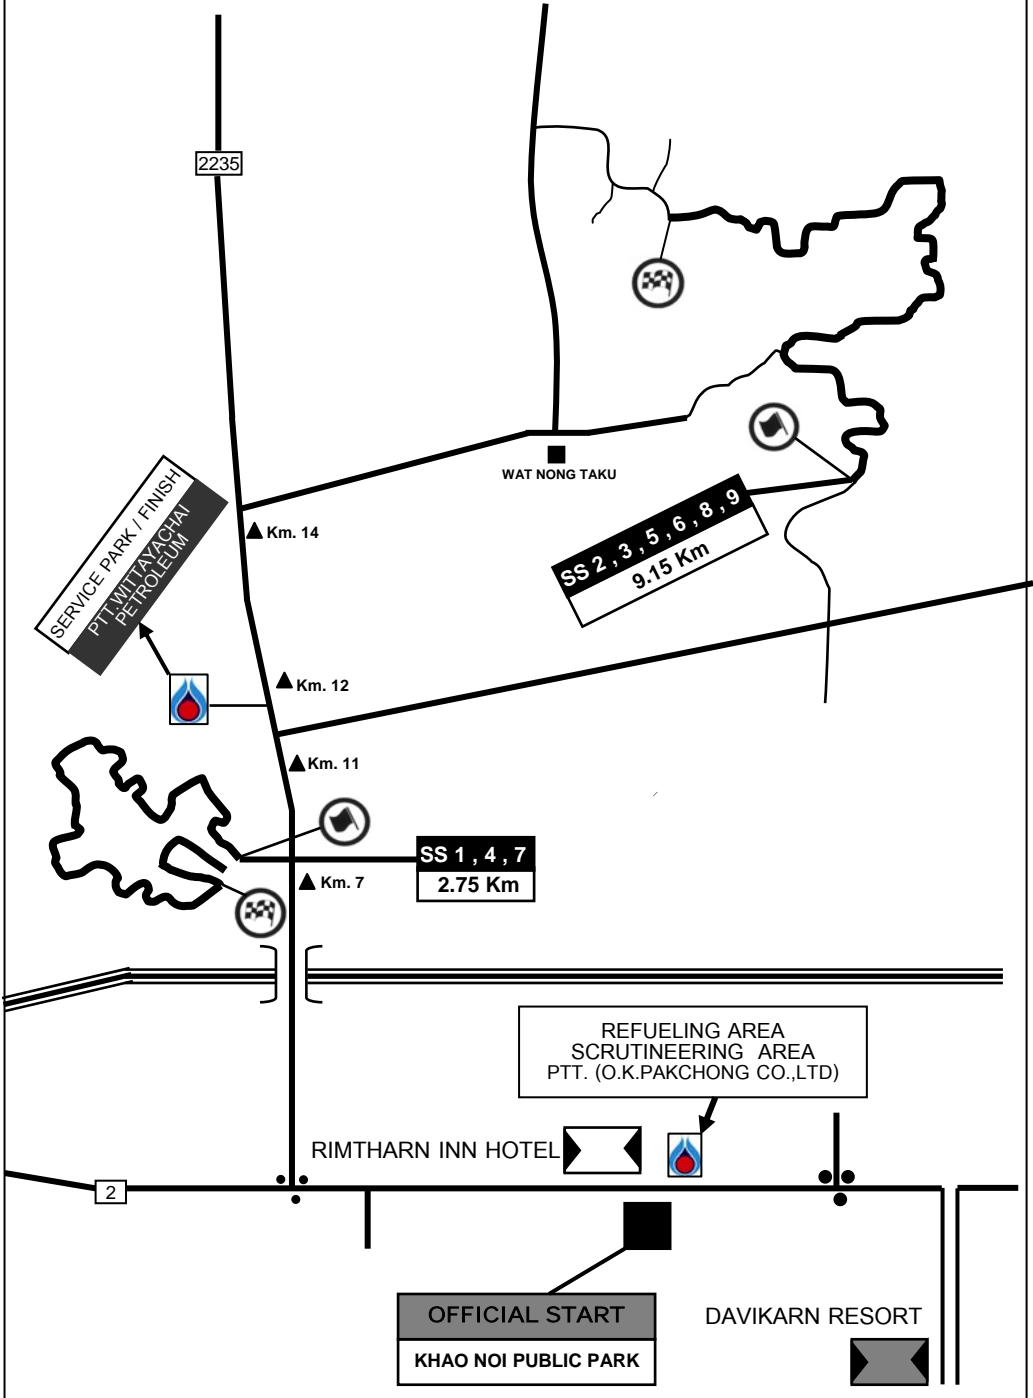 2235
WAT NONG TAKU
SERVICE PARK / FINISH
PTT.WITTAYACHAI
PETROLEUM
Km. 14
SS 2 , 3 , 5 , 6 , 8 , 9
9.15 Km
Km. 12
Km. 11
SS 1 , 4 , 7
2.75 Km
Km. 7
REFUELING AREA
SCRUTINEERING AREA
PTT. (O.K.PAKCHONG CO.,LTD)
RIMTHARN INN HOTEL
2
OFFICIAL START
KHAO NOI PUBLIC PARK
DAVIKARN RESORT